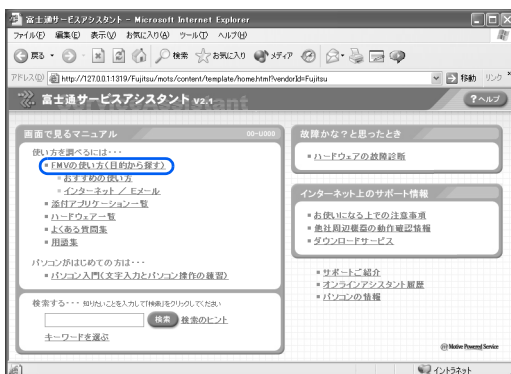 富士通サービスアシスタント - Microsoft Internet Explorer
ファイル(F) 編集(E) 表示(V) お気に入り(A) ツール(T) ヘルプ(H)
戻る 検索 お気に入り メディア
アドレス(D) http://127.0.0.1:1319/Fujitsu/mots/content/template/home.html?vendorId=Fujitsu 移動 リンク
富士通サービスアシスタント V2.1 ?ヘルプ
画面で見るマニュアル 00-U000
使い方を調べるには・・・
FMVの使い方(目的から探す)
おすすめの使い方
インターネット / Eメール
添付アプリケーション一覧
ハードウェア一覧
よくある質問集
用語集
パソコンがはじめての方は・・・
パソコン入門(文字入力とパソコン操作の練習)
検索する・・・ 知りたいことを入力して「検索」をクリックしてください
検索 検索のヒント
キーワードを選ぶ
故障かな?と思ったとき
ハードウェアの故障診断
インターネット上のサポート情報
お使いになる上での注意事項
他社周辺機器の動作確認情報
ダウンロードサービス
サポートご紹介
オンラインアシスタント履歴
パソコンの情報
Motive Powered Service
イントラネット